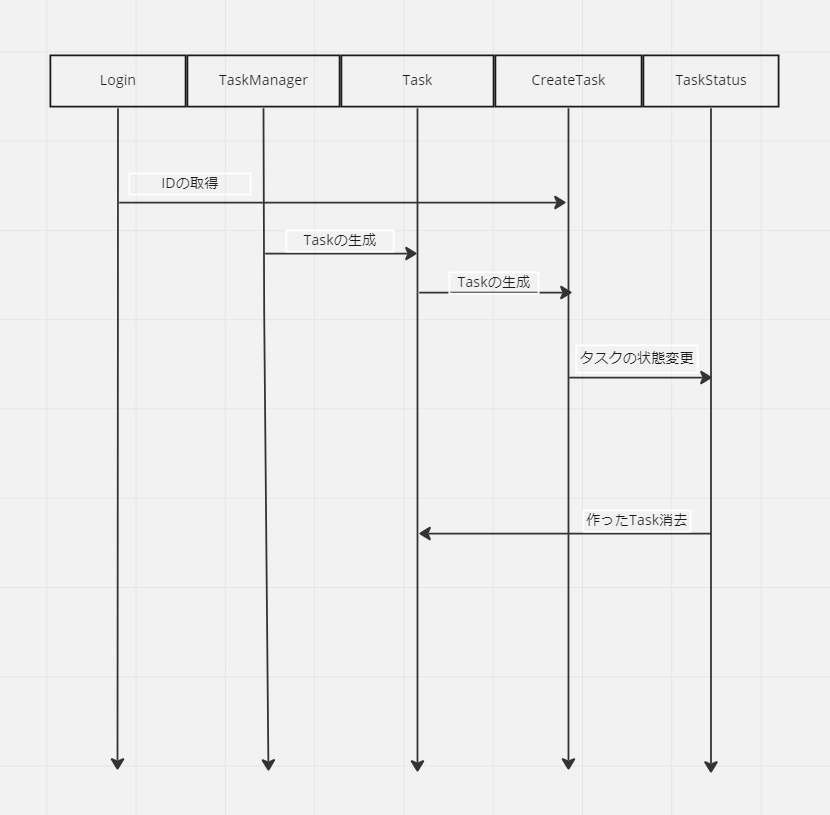 Login
TaskManager
Task
CreateTask
TaskStatus
IDの取得
Taskの生成
Taskの生成
タスクの状態変更
作ったTask消去